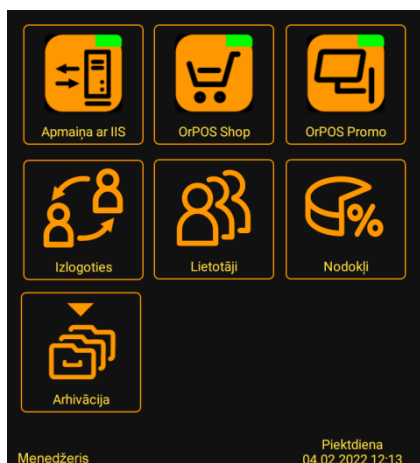 Apmaiņa ar IIS
OrPOS Shop
OrPOS Promo
Izlogoties
Lietotāji
Nodokļi
Arhivācija
Menedžeris
Piektdiena
04.02.2022 12:13